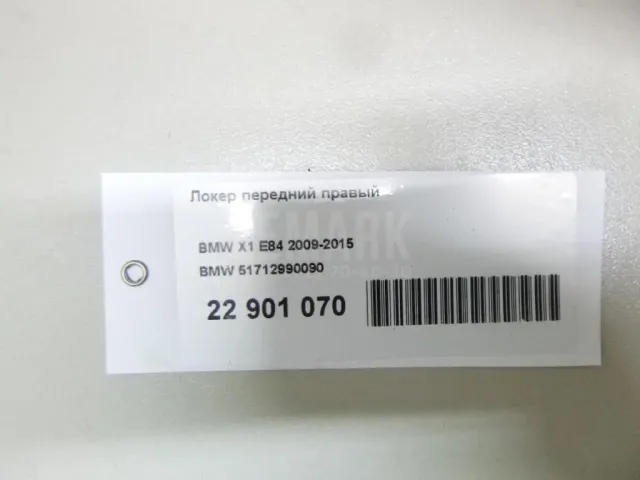 Локер передний правый
BMW X1 E84 2009-2015
BMW 51712990090
22 901 070